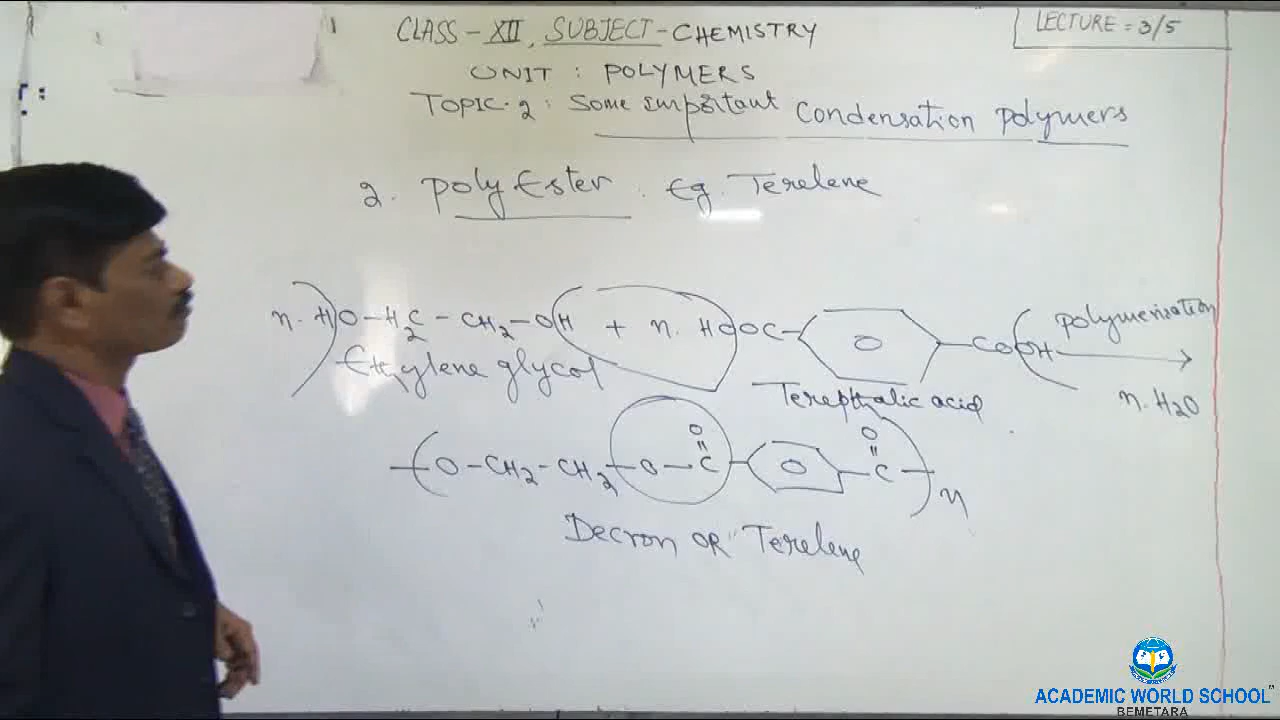 CLASS-XII, SUBJECT-CHEMISTRY
LECTURE = 3/5
UNIT : POLYMERS
TOPIC-2: Some important Condensation polymers
2. poly Ester. Eg. Terelene
n. HO-H2C-CH2-OH + n. HOOC- -COOH polymerisation
Ethylene glycol
Terepthalic acid
n. H2O
O O
( O-CH2-CH2-O-C- -C )n
Decron OR Terelene
ACADEMIC WORLD SCHOOL"
BEMETARA